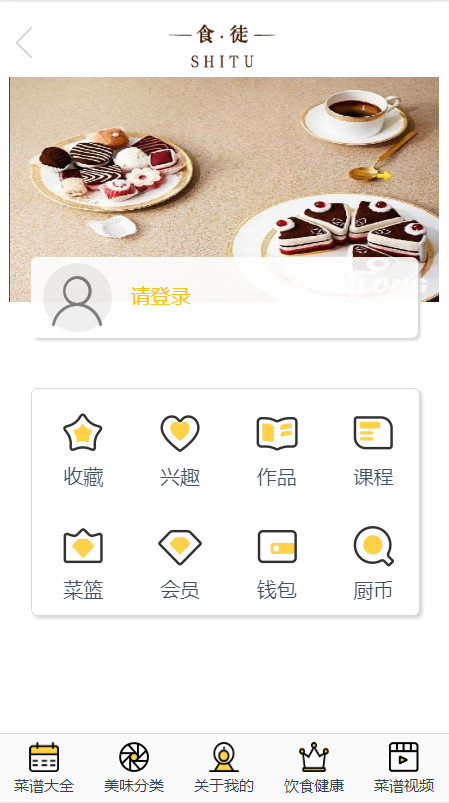 食·徒
SHITU
请登录
收藏 兴趣 作品 课程
菜篮 会员 钱包 厨币
菜谱大全 美味分类 关于我的 饮食健康 菜谱视频